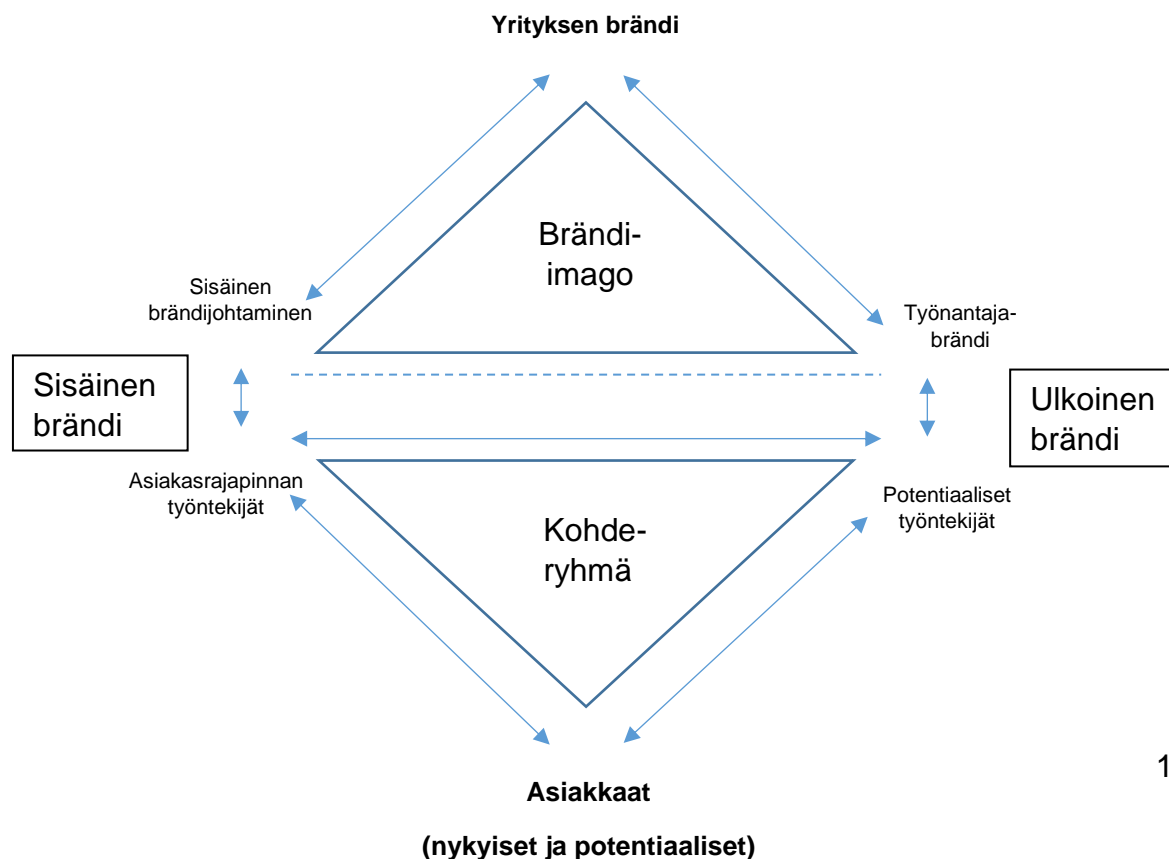 Yrityksen brändi
Brändi-
imago
Sisäinen
brändijohtaminen
Työnantaja-
brändi
Sisäinen
brändi
Ulkoinen
brändi
Asiakasrajapinnan
työntekijät
Potentiaaliset
työntekijät
Kohde-
ryhmä
1
Asiakkaat
(nykyiset ja potentiaaliset)